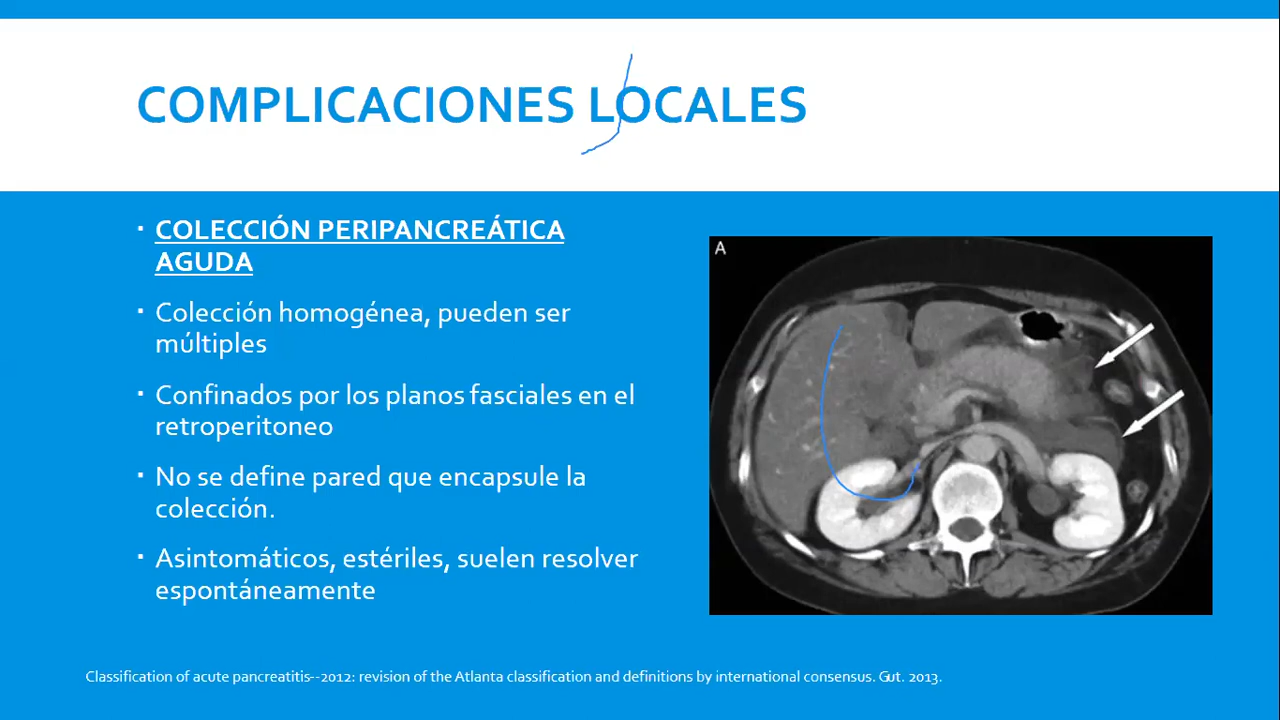 COMPLICACIONES LOCALES
▪ COLECCIÓN PERIPANCREÁTICA
AGUDA
▪ Colección homogénea, pueden ser
múltiples
▪ Confinados por los planos fasciales en el
retroperitoneo
▪ No se define pared que encapsule la
colección.
▪ Asintomáticos, estériles, suelen resolver
espontáneamente
A
Classification of acute pancreatitis--2012: revision of the Atlanta classification and definitions by international consensus. Gut. 2013.